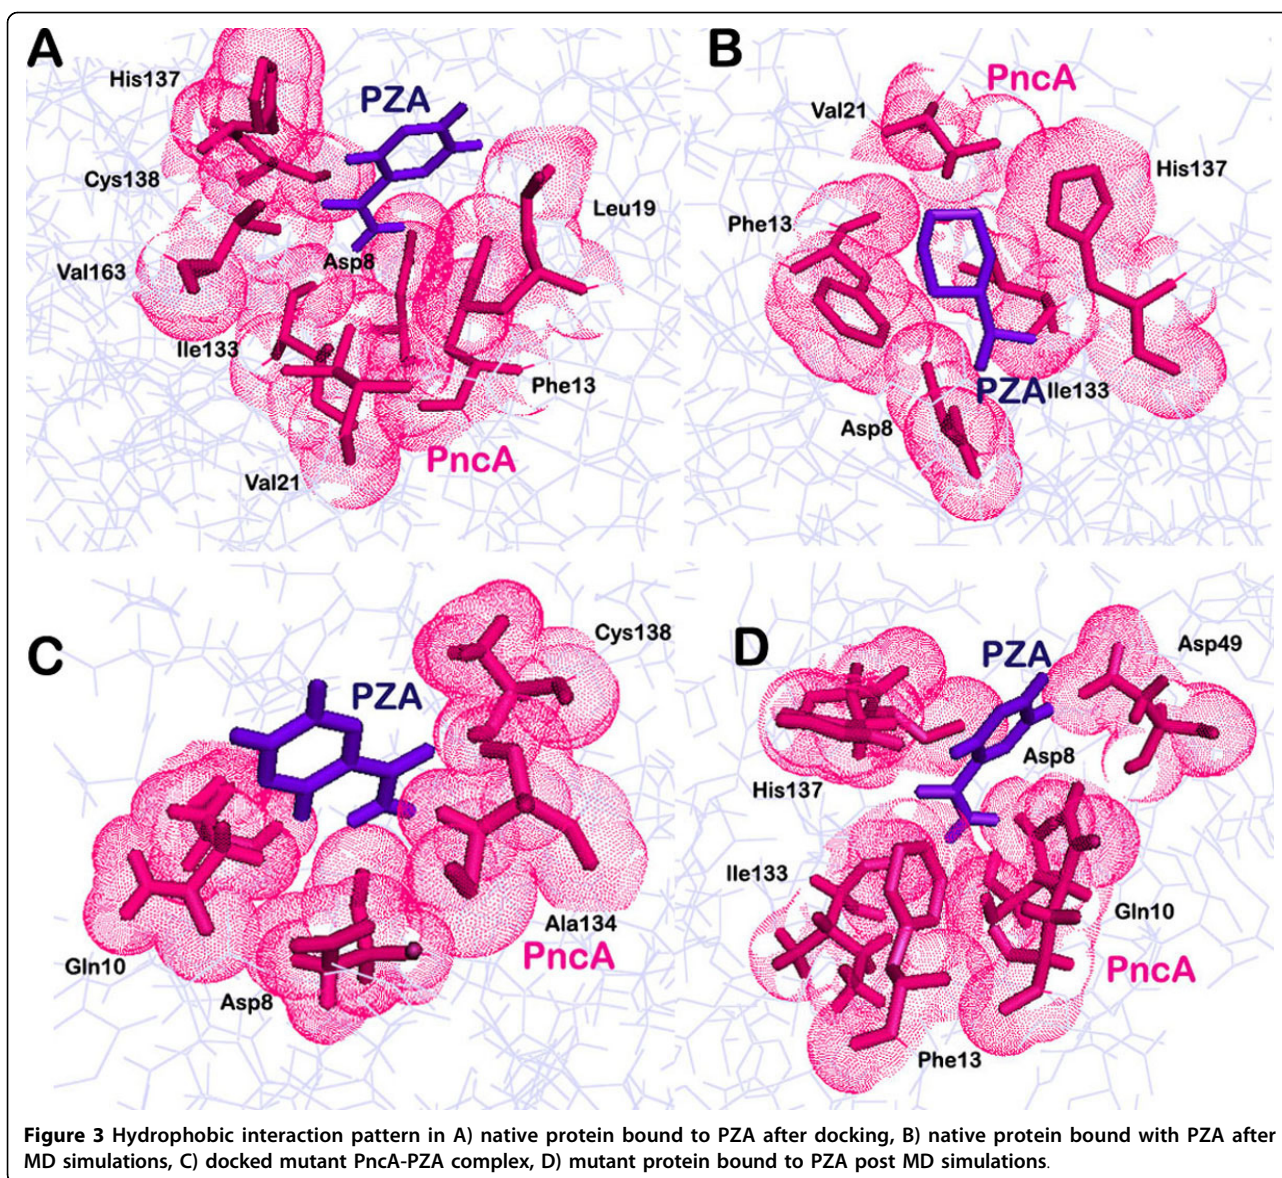 A
His137
PZA
Cys138
Leu19
Asp8
Val163
Ile133
Phe13
PncA
Val21
B
PncA
Val21
His137
Phe13
PZA
Ile133
Asp8
C
Cys138
PZA
Ala134
Gln10
PncA
Asp8
D
PZA
Asp49
Asp8
His137
Ile133
Gln10
PncA
Phe13
Figure 3 Hydrophobic interaction pattern in A) native protein bound to PZA after docking, B) native protein bound with PZA after
MD simulations, C) docked mutant PncA-PZA complex, D) mutant protein bound to PZA post MD simulations.